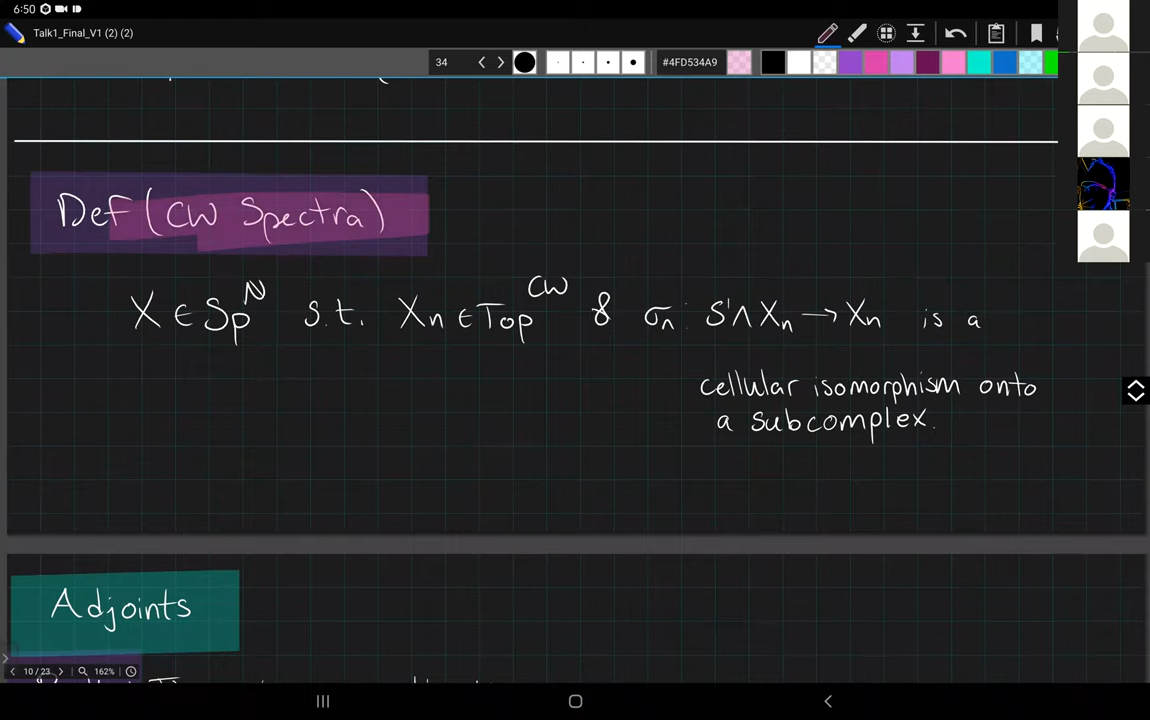 6:50
Talk1_Final_V1 (2) (2)
34
#4FD534A9
Def (CW Spectra)
X ∈ Sp^N s.t. Xn ∈ Top^CW & σn: S¹∧Xn → Xn is a
cellular isomorphism onto
a subcomplex.
Adjoints
10/23
162%